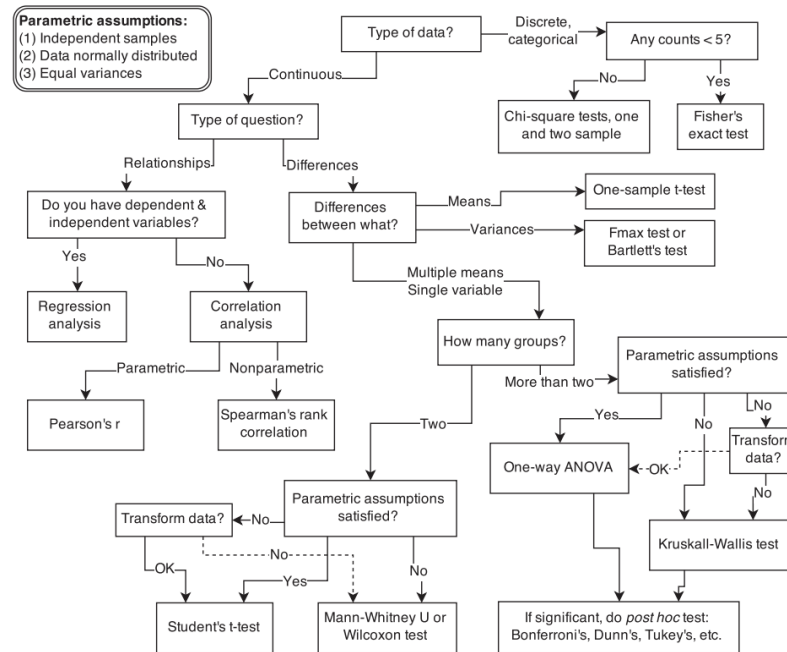 Parametric assumptions:
(1) Independent samples
(2) Data normally distributed
(3) Equal variances
Type of data?
Discrete,
categorical
Any counts < 5?
Continuous
No
Yes
Type of question?
Chi-square tests, one
and two sample
Fisher's
exact test
Relationships
Differences
Do you have dependent &
independent variables?
Differences
between what?
Means
One-sample t-test
Variances
Fmax test or
Bartlett's test
Yes
No
Multiple means
Single variable
Regression
analysis
Correlation
analysis
How many groups?
Parametric assumptions
satisfied?
Parametric
Nonparametric
More than two
Pearson's r
Spearman's rank
correlation
Two
Yes
No
No
Transform
data?
One-way ANOVA
OK
No
Transform data?
No
Parametric assumptions
satisfied?
Kruskall-Wallis test
OK
No
Yes
No
Student's t-test
Mann-Whitney U or
Wilcoxon test
If significant, do post hoc test:
Bonferroni's, Dunn's, Tukey's, etc.